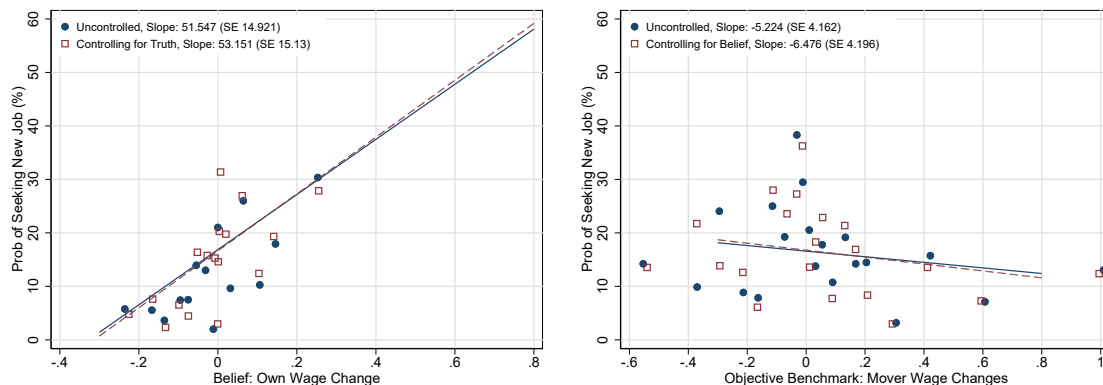 Uncontrolled, Slope: 51.547 (SE 14.921)
Controlling for Truth, Slope: 53.151 (SE 15.13)
Prob of Seeking New Job (%)
60
50
40
30
20
10
0
-.4 -.2 0 .2 .4 .6 .8
Belief: Own Wage Change
Uncontrolled, Slope: -5.224 (SE 4.162)
Controlling for Belief, Slope: -6.476 (SE 4.196)
Prob of Seeking New Job (%)
60
50
40
30
20
10
0
-.6 -.4 -.2 0 .2 .4 .6 .8 1
Objective Benchmark: Mover Wage Changes